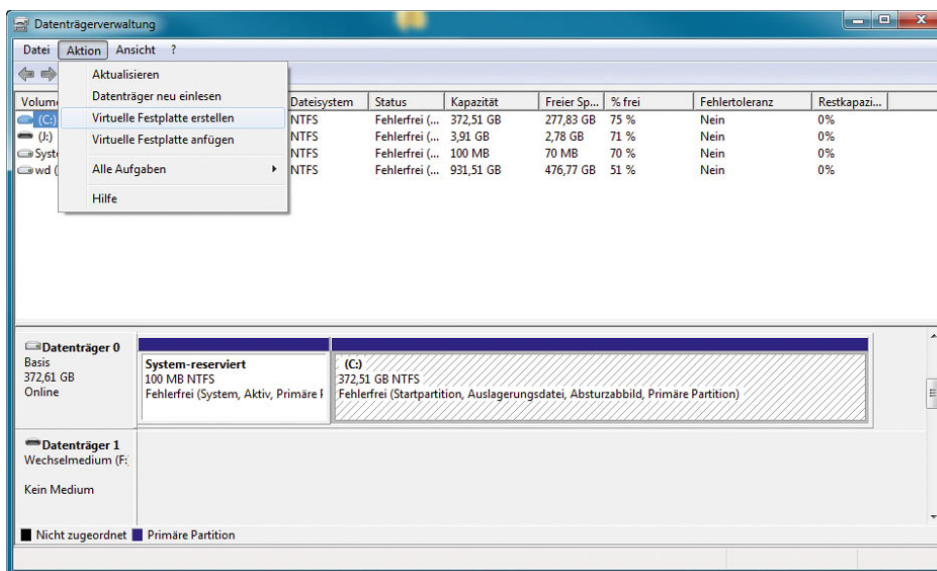 Datenträgerverwaltung
Datei Aktion Ansicht ?
Aktualisieren
Datenträger neu einlesen
Virtuelle Festplatte erstellen
Virtuelle Festplatte anfügen
Alle Aufgaben
Hilfe
Volum Dateisystem Status Kapazität Freier Sp... % frei Fehlertoleranz Restkapazi...
(C:) NTFS Fehlerfrei (... 372,51 GB 277,83 GB 75 % Nein 0%
(J:) NTFS Fehlerfrei (... 3,91 GB 2,78 GB 71 % Nein 0%
Syst NTFS Fehlerfrei (... 100 MB 70 MB 70 % Nein 0%
wd ( NTFS Fehlerfrei (... 931,51 GB 476,77 GB 51 % Nein 0%
Datenträger 0
Basis
372,61 GB
Online
System-reserviert
100 MB NTFS
Fehlerfrei (System, Aktiv, Primäre
(C:)
372,51 GB NTFS
Fehlerfrei (Startpartition, Auslagerungsdatei, Absturzabbild, Primäre Partition)
Datenträger 1
Wechselmedium (F:
Kein Medium
Nicht zugeordnet Primäre Partition